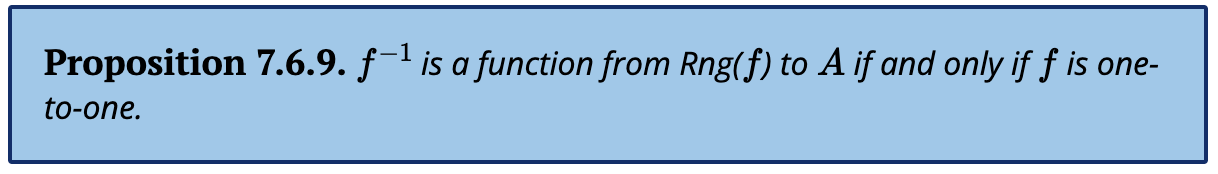 Proposition 7.6.9. f⁻¹ is a function from Rng(f) to A if and only if f is one-
to-one.